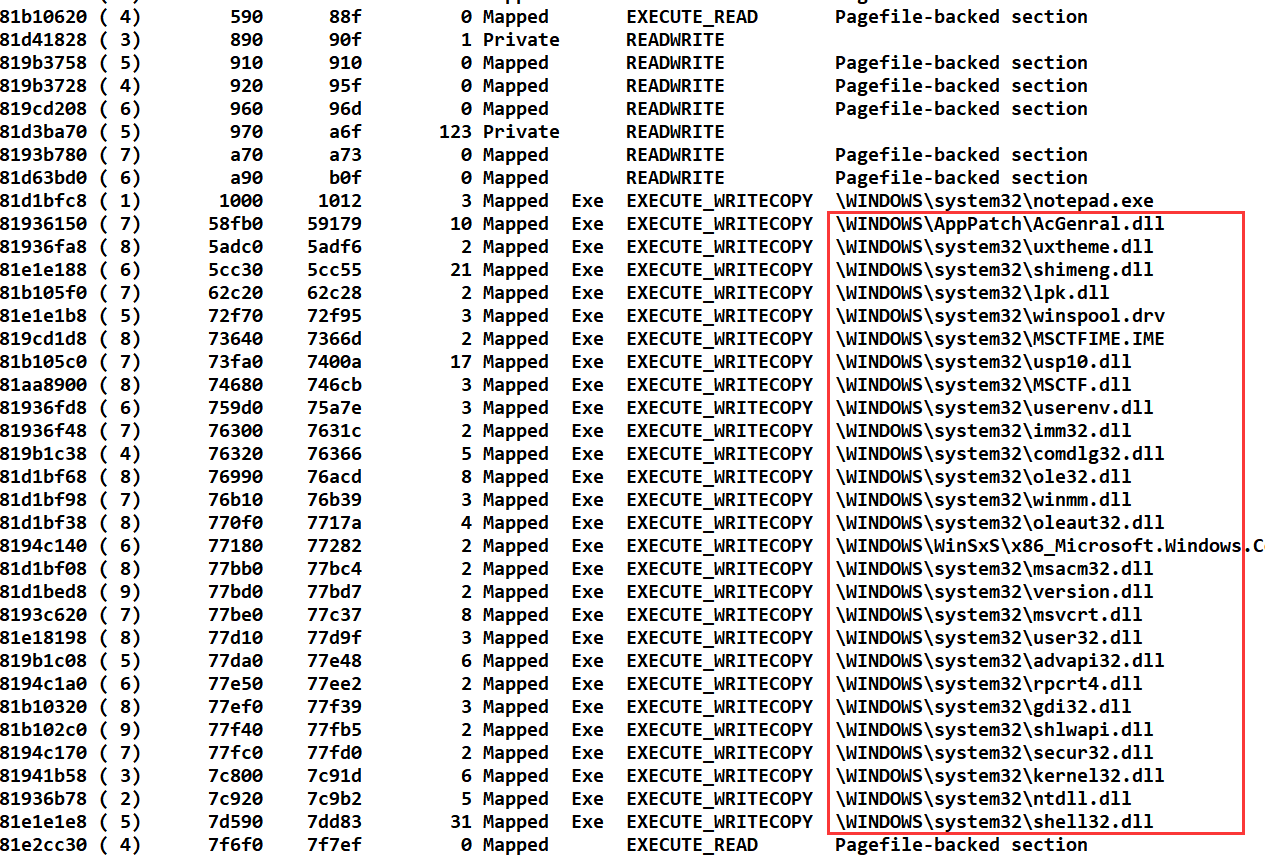 81b10620 ( 4) 590 88f 0 Mapped EXECUTE_READ Pagefile-backed section
81d41828 ( 3) 890 90f 1 Private READWRITE
819b3758 ( 5) 910 910 0 Mapped READWRITE Pagefile-backed section
819b3728 ( 4) 920 95f 0 Mapped READWRITE Pagefile-backed section
819cd208 ( 6) 960 96d 0 Mapped READWRITE Pagefile-backed section
81d3ba70 ( 5) 970 a6f 123 Private READWRITE
8193b780 ( 7) a70 a73 0 Mapped READWRITE Pagefile-backed section
81d63bd0 ( 6) a90 b0f 0 Mapped READWRITE Pagefile-backed section
81d1bfc8 ( 1) 1000 1012 3 Mapped Exe EXECUTE_WRITECOPY \WINDOWS\system32\notepad.exe
81936150 ( 7) 58fb0 59179 10 Mapped Exe EXECUTE_WRITECOPY \WINDOWS\AppPatch\AcGenral.dll
81936fa8 ( 8) 5adc0 5adf6 2 Mapped Exe EXECUTE_WRITECOPY \WINDOWS\system32\uxtheme.dll
81e1e188 ( 6) 5cc30 5cc55 21 Mapped Exe EXECUTE_WRITECOPY \WINDOWS\system32\shimeng.dll
81b105f0 ( 7) 62c20 62c28 2 Mapped Exe EXECUTE_WRITECOPY \WINDOWS\system32\lpk.dll
81e1e1b8 ( 5) 72f70 72f95 3 Mapped Exe EXECUTE_WRITECOPY \WINDOWS\system32\winspool.drv
819cd1d8 ( 8) 73640 7366d 2 Mapped Exe EXECUTE_WRITECOPY \WINDOWS\system32\MSCTFIME.IME
81b105c0 ( 7) 73fa0 7400a 17 Mapped Exe EXECUTE_WRITECOPY \WINDOWS\system32\usp10.dll
81aa8900 ( 8) 74680 746cb 3 Mapped Exe EXECUTE_WRITECOPY \WINDOWS\system32\MSCTF.dll
81936fd8 ( 6) 759d0 75a7e 3 Mapped Exe EXECUTE_WRITECOPY \WINDOWS\system32\userenv.dll
81936f48 ( 7) 76300 7631c 2 Mapped Exe EXECUTE_WRITECOPY \WINDOWS\system32\imm32.dll
819b1c38 ( 4) 76320 76366 5 Mapped Exe EXECUTE_WRITECOPY \WINDOWS\system32\comdlg32.dll
81d1bf68 ( 8) 76990 76acd 8 Mapped Exe EXECUTE_WRITECOPY \WINDOWS\system32\ole32.dll
81d1bf98 ( 7) 76b10 76b39 3 Mapped Exe EXECUTE_WRITECOPY \WINDOWS\system32\winmm.dll
81d1bf38 ( 8) 770f0 7717a 4 Mapped Exe EXECUTE_WRITECOPY \WINDOWS\system32\oleaut32.dll
8194c140 ( 6) 77180 77282 2 Mapped Exe EXECUTE_WRITECOPY \WINDOWS\WinSxS\x86_Microsoft.Windows.C
81d1bf08 ( 8) 77bb0 77bc4 2 Mapped Exe EXECUTE_WRITECOPY \WINDOWS\system32\msacm32.dll
81d1bed8 ( 9) 77bd0 77bd7 2 Mapped Exe EXECUTE_WRITECOPY \WINDOWS\system32\version.dll
8193c620 ( 7) 77be0 77c37 8 Mapped Exe EXECUTE_WRITECOPY \WINDOWS\system32\msvcrt.dll
81e18198 ( 8) 77d10 77d9f 3 Mapped Exe EXECUTE_WRITECOPY \WINDOWS\system32\user32.dll
819b1c08 ( 5) 77da0 77e48 6 Mapped Exe EXECUTE_WRITECOPY \WINDOWS\system32\advapi32.dll
8194c1a0 ( 6) 77e50 77ee2 2 Mapped Exe EXECUTE_WRITECOPY \WINDOWS\system32\rpcrt4.dll
81b10320 ( 8) 77ef0 77f39 3 Mapped Exe EXECUTE_WRITECOPY \WINDOWS\system32\gdi32.dll
81b102c0 ( 9) 77f40 77fb5 2 Mapped Exe EXECUTE_WRITECOPY \WINDOWS\system32\shlwapi.dll
8194c170 ( 7) 77fc0 77fd0 2 Mapped Exe EXECUTE_WRITECOPY \WINDOWS\system32\secur32.dll
81941b58 ( 3) 7c800 7c91d 6 Mapped Exe EXECUTE_WRITECOPY \WINDOWS\system32\kernel32.dll
81936b78 ( 2) 7c920 7c9b2 5 Mapped Exe EXECUTE_WRITECOPY \WINDOWS\system32\ntdll.dll
81e1e1e8 ( 5) 7d590 7dd83 31 Mapped Exe EXECUTE_WRITECOPY \WINDOWS\system32\shell32.dll
81e2cc30 ( 4) 7f6f0 7f7ef 0 Mapped EXECUTE_READ Pagefile-backed section